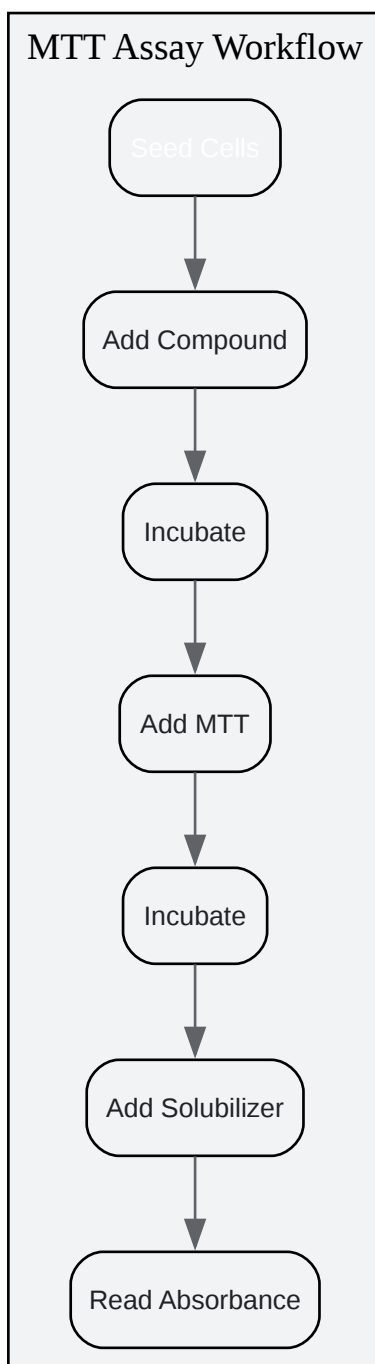 MTT Assay Workflow
Seed Cells
Add Compound
Incubate
Add MTT
Incubate
Add Solubilizer
Read Absorbance